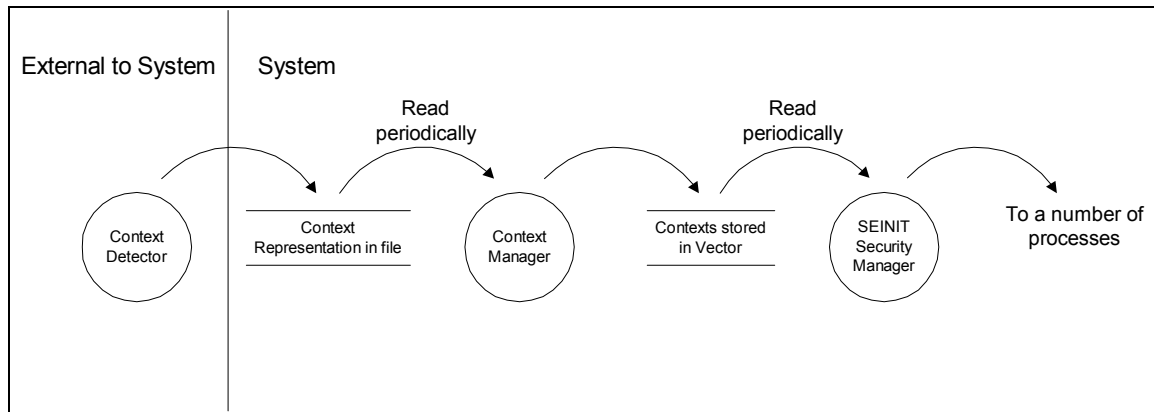 External to System
System
Read
periodically
Read
periodically
Context
Detector
Context
Representation in file
Context
Manager
Contexts stored
in Vector
SEINIT
Security
Manager
To a number of
processes